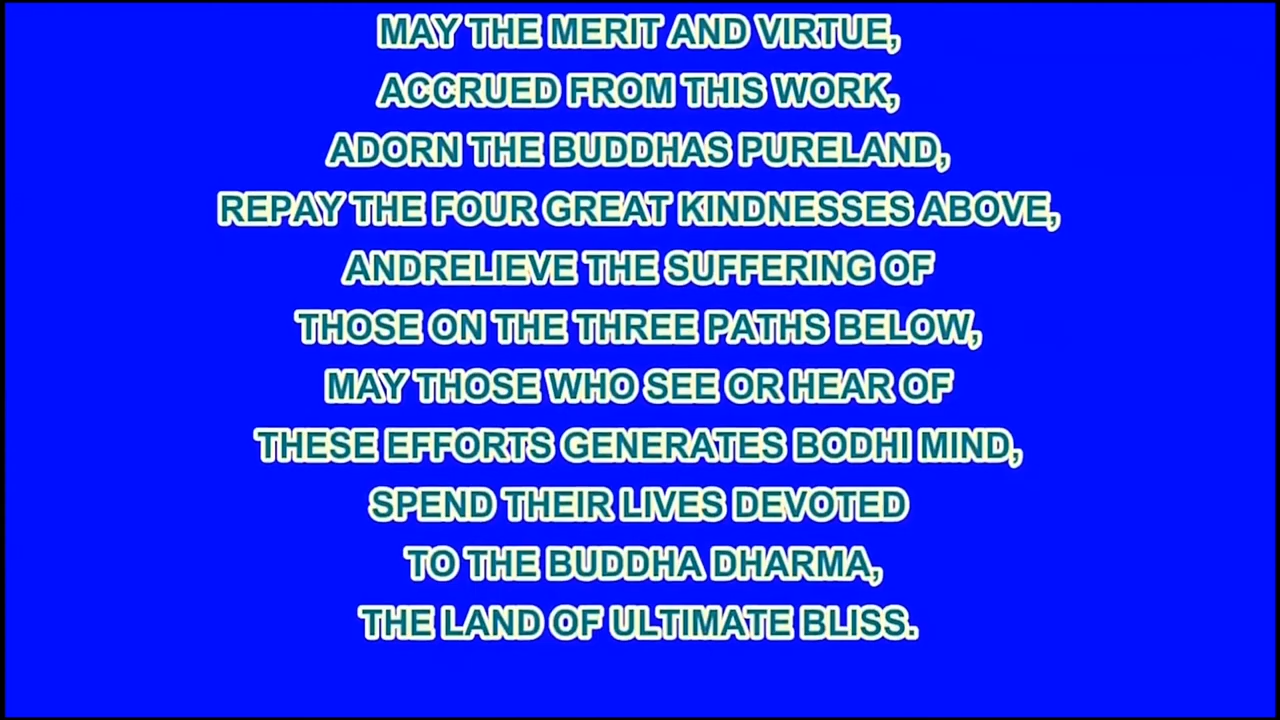 MAY THE MERIT AND VIRTUE,
ACCRUED FROM THIS WORK,
ADORN THE BUDDHAS PURELAND,
REPAY THE FOUR GREAT KINDNESSES ABOVE,
ANDRELIEVE THE SUFFERING OF
THOSE ON THE THREE PATHS BELOW,
MAY THOSE WHO SEE OR HEAR OF
THESE EFFORTS GENERATES BODHI MIND,
SPEND THEIR LIVES DEVOTED
TO THE BUDDHA DHARMA,
THE LAND OF ULTIMATE BLISS.